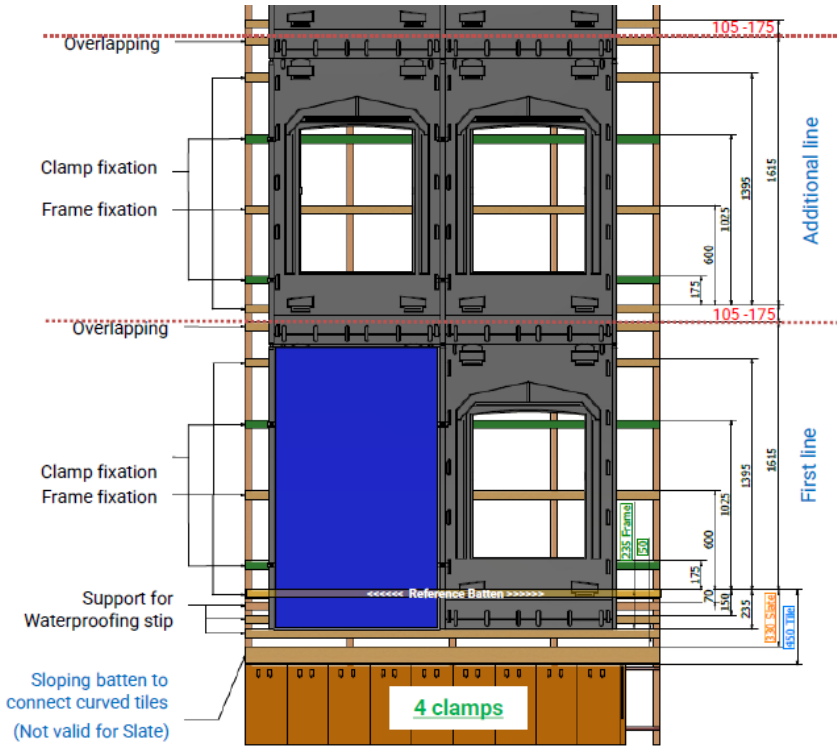 105 -175
Overlapping
Clamp fixation
Frame fixation
1615
1395
1025
600
175
Additional line
105 -175
Overlapping
Clamp fixation
Frame fixation
1615
1395
1025
600
175
First line
235 Frame
50
<<<<<< Reference Batten >>>>>>
70
150
235
330 Slate
450 Tile
Support for
Waterproofing stip
Sloping batten to
connect curved tiles
(Not valid for Slate)
4 clamps